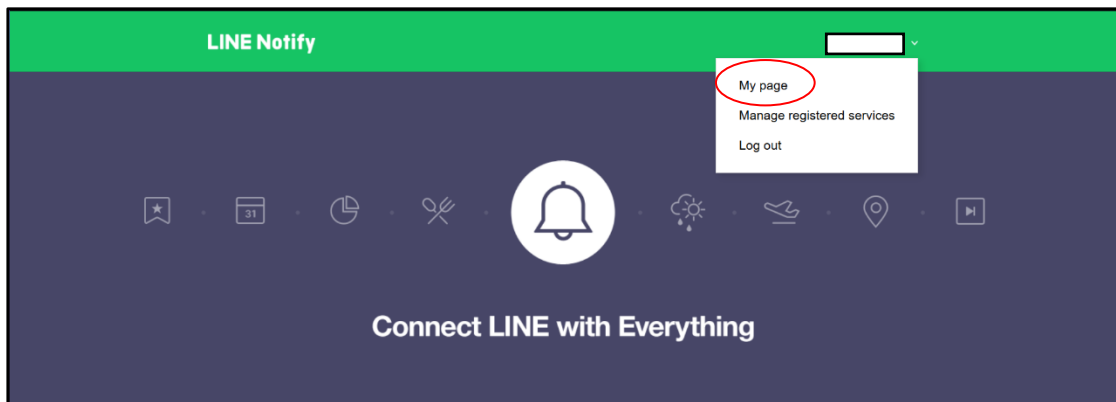 LINE Notify
My page
Manage registered services
Log out
31
Connect LINE with Everything